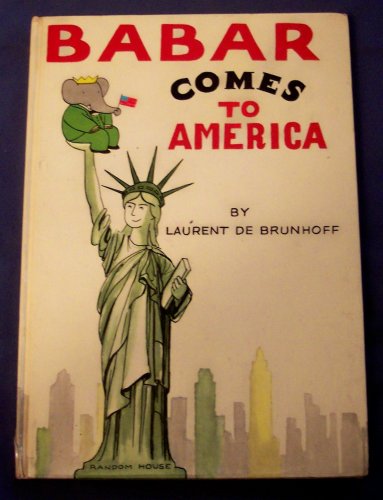 BABAR
COMES
TO
AMERICA
BY
LAURENT DE BRUNHOFF
RANDOM HOUSE